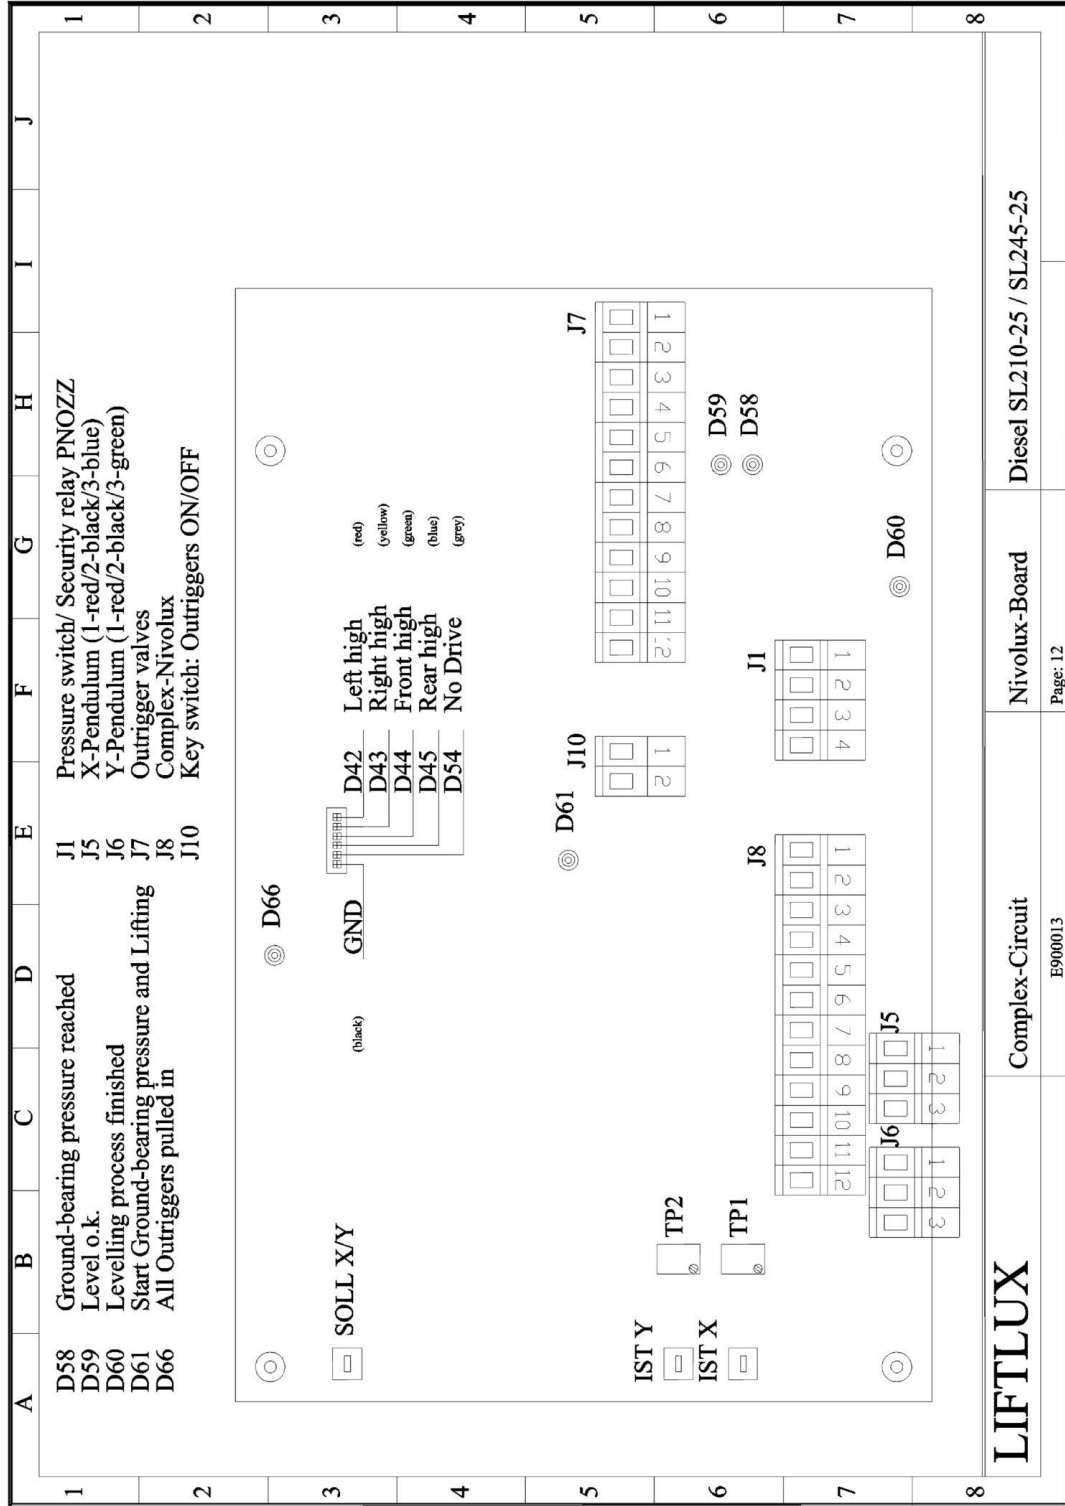 A B C D E F G H I J
1
2
3
4
5
6
7
8
1
2
3
4
5
6
7
8
D58 Ground-bearing pressure reached
D59 Level o.k.
D60 Levelling process finished
D61 Start Ground-bearing pressure and Lifting
D66 All Outriggers pulled in
J1 Pressure switch/ Security relay PNOZZ
J5 X-Pendulum (1-red/2-black/3-blue)
J6 Y-Pendulum (1-red/2-black/3-green)
J7 Outrigger valves
J8 Complex-Nivolux
J10 Key switch: Outriggers ON/OFF
D66
SOLL X/Y
(black)
GND
D42 Left high (red)
D43 Right high (yellow)
D44 Front high (green)
D45 Rear high (blue)
D54 No Drive (grey)
D61
J10
2 1
J7
12 11 10 9 8 7 6 5 4 3 2 1
IST Y
TP2
IST X
TP1
D59
D58
J8
12 11 10 9 8 7 6 5 4 3 2 1
J1
4 3 2 1
D60
J6
3 2 1
J5
3 2 1
LIFTLUX
Complex-Circuit
E900013
Nivolux-Board
Page: 12
Diesel SL210-25 / SL245-25